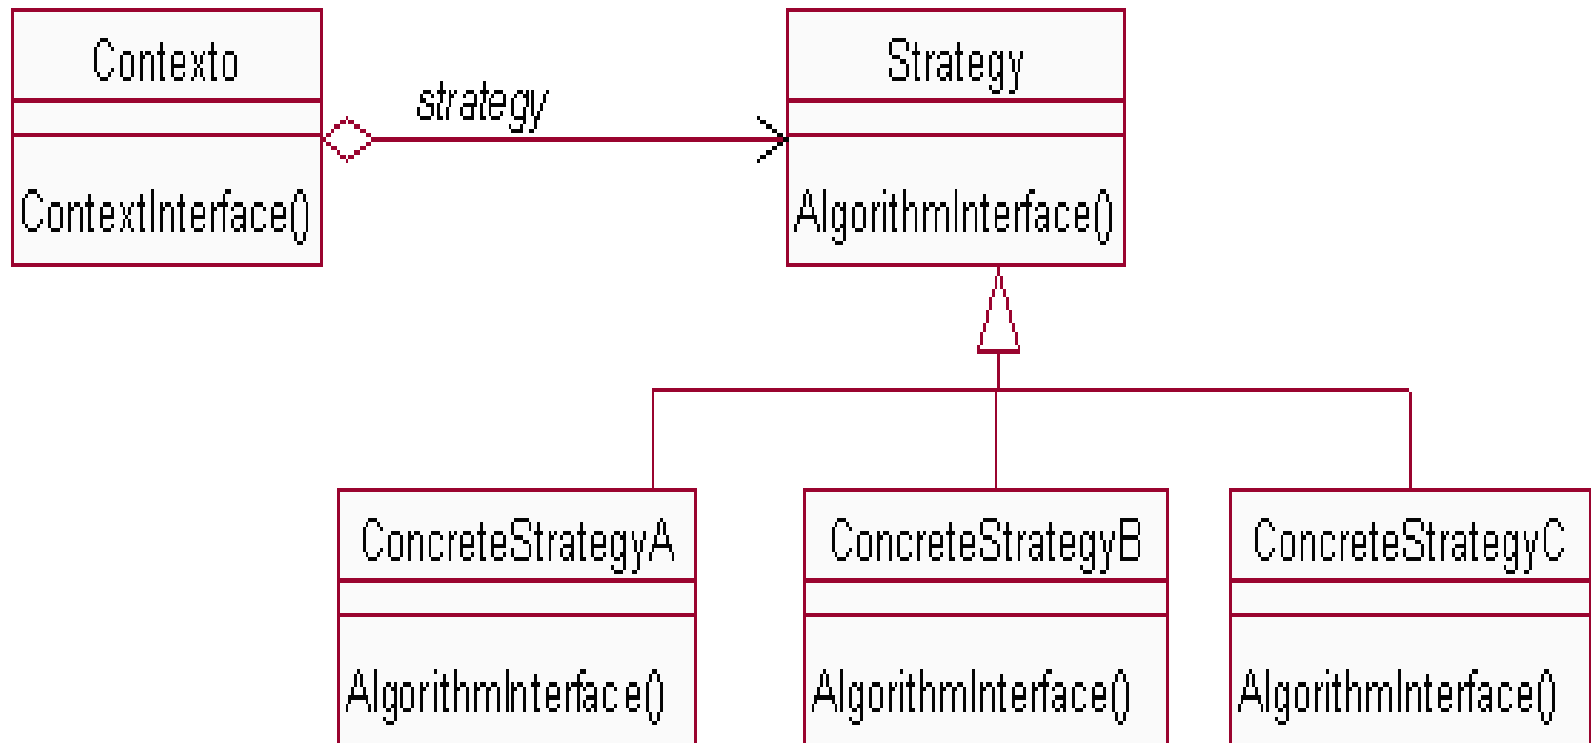 Contexto
Strategy
strategy
ContextInterface()
AlgorithmInterface()
ConcreteStrategyA
ConcreteStrategyB
ConcreteStrategyC
AlgorithmInterface()
AlgorithmInterface()
AlgorithmInterface()